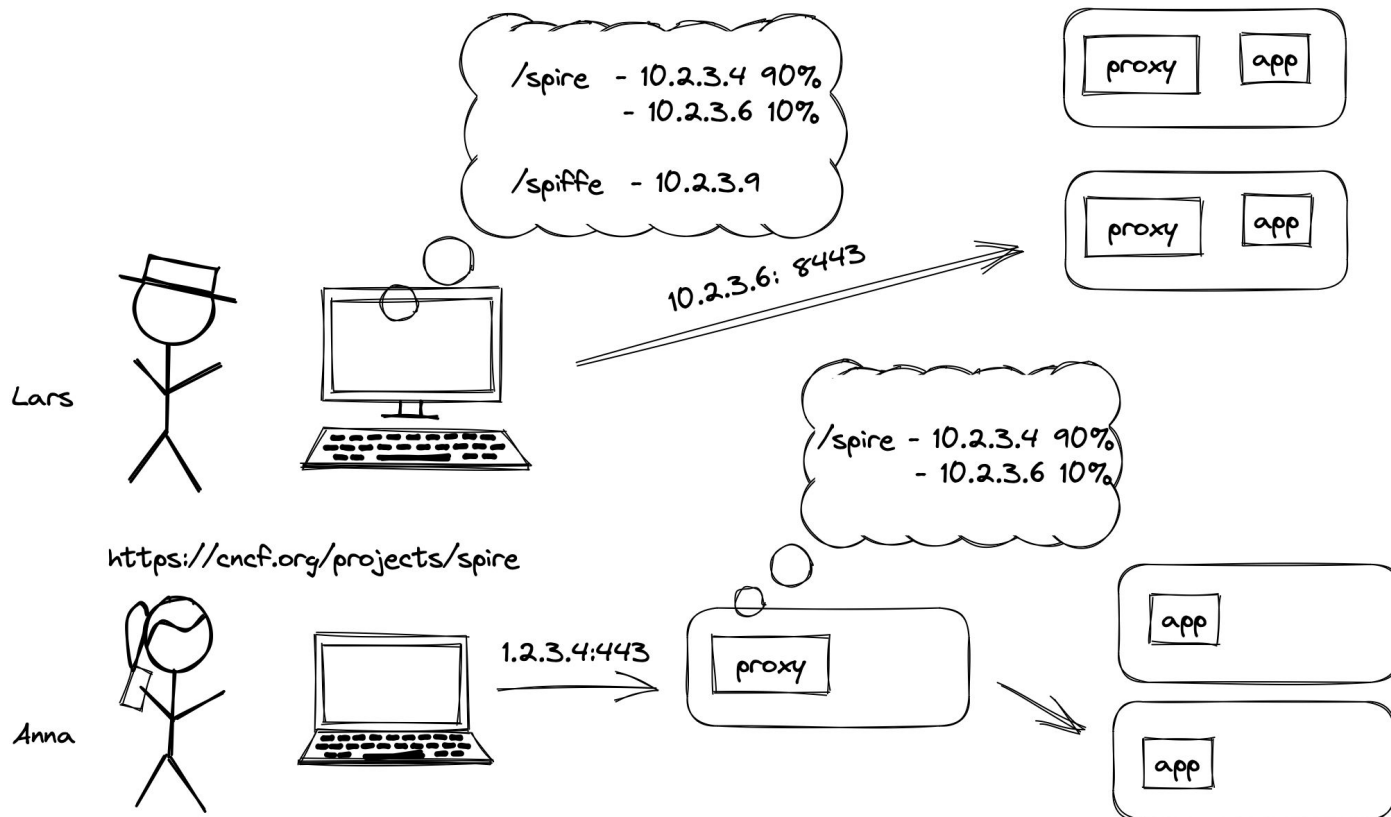 /spire - 10.2.3.4 90%
- 10.2.3.6 10%
/spiffe - 10.2.3.9
proxy
app
proxy
app
10.2.3.6: 8443
Lars
/spire - 10.2.3.4 90%
- 10.2.3.6 10%
https://cncf.org/projects/spire
1.2.3.4:443
proxy
app
Anna
app